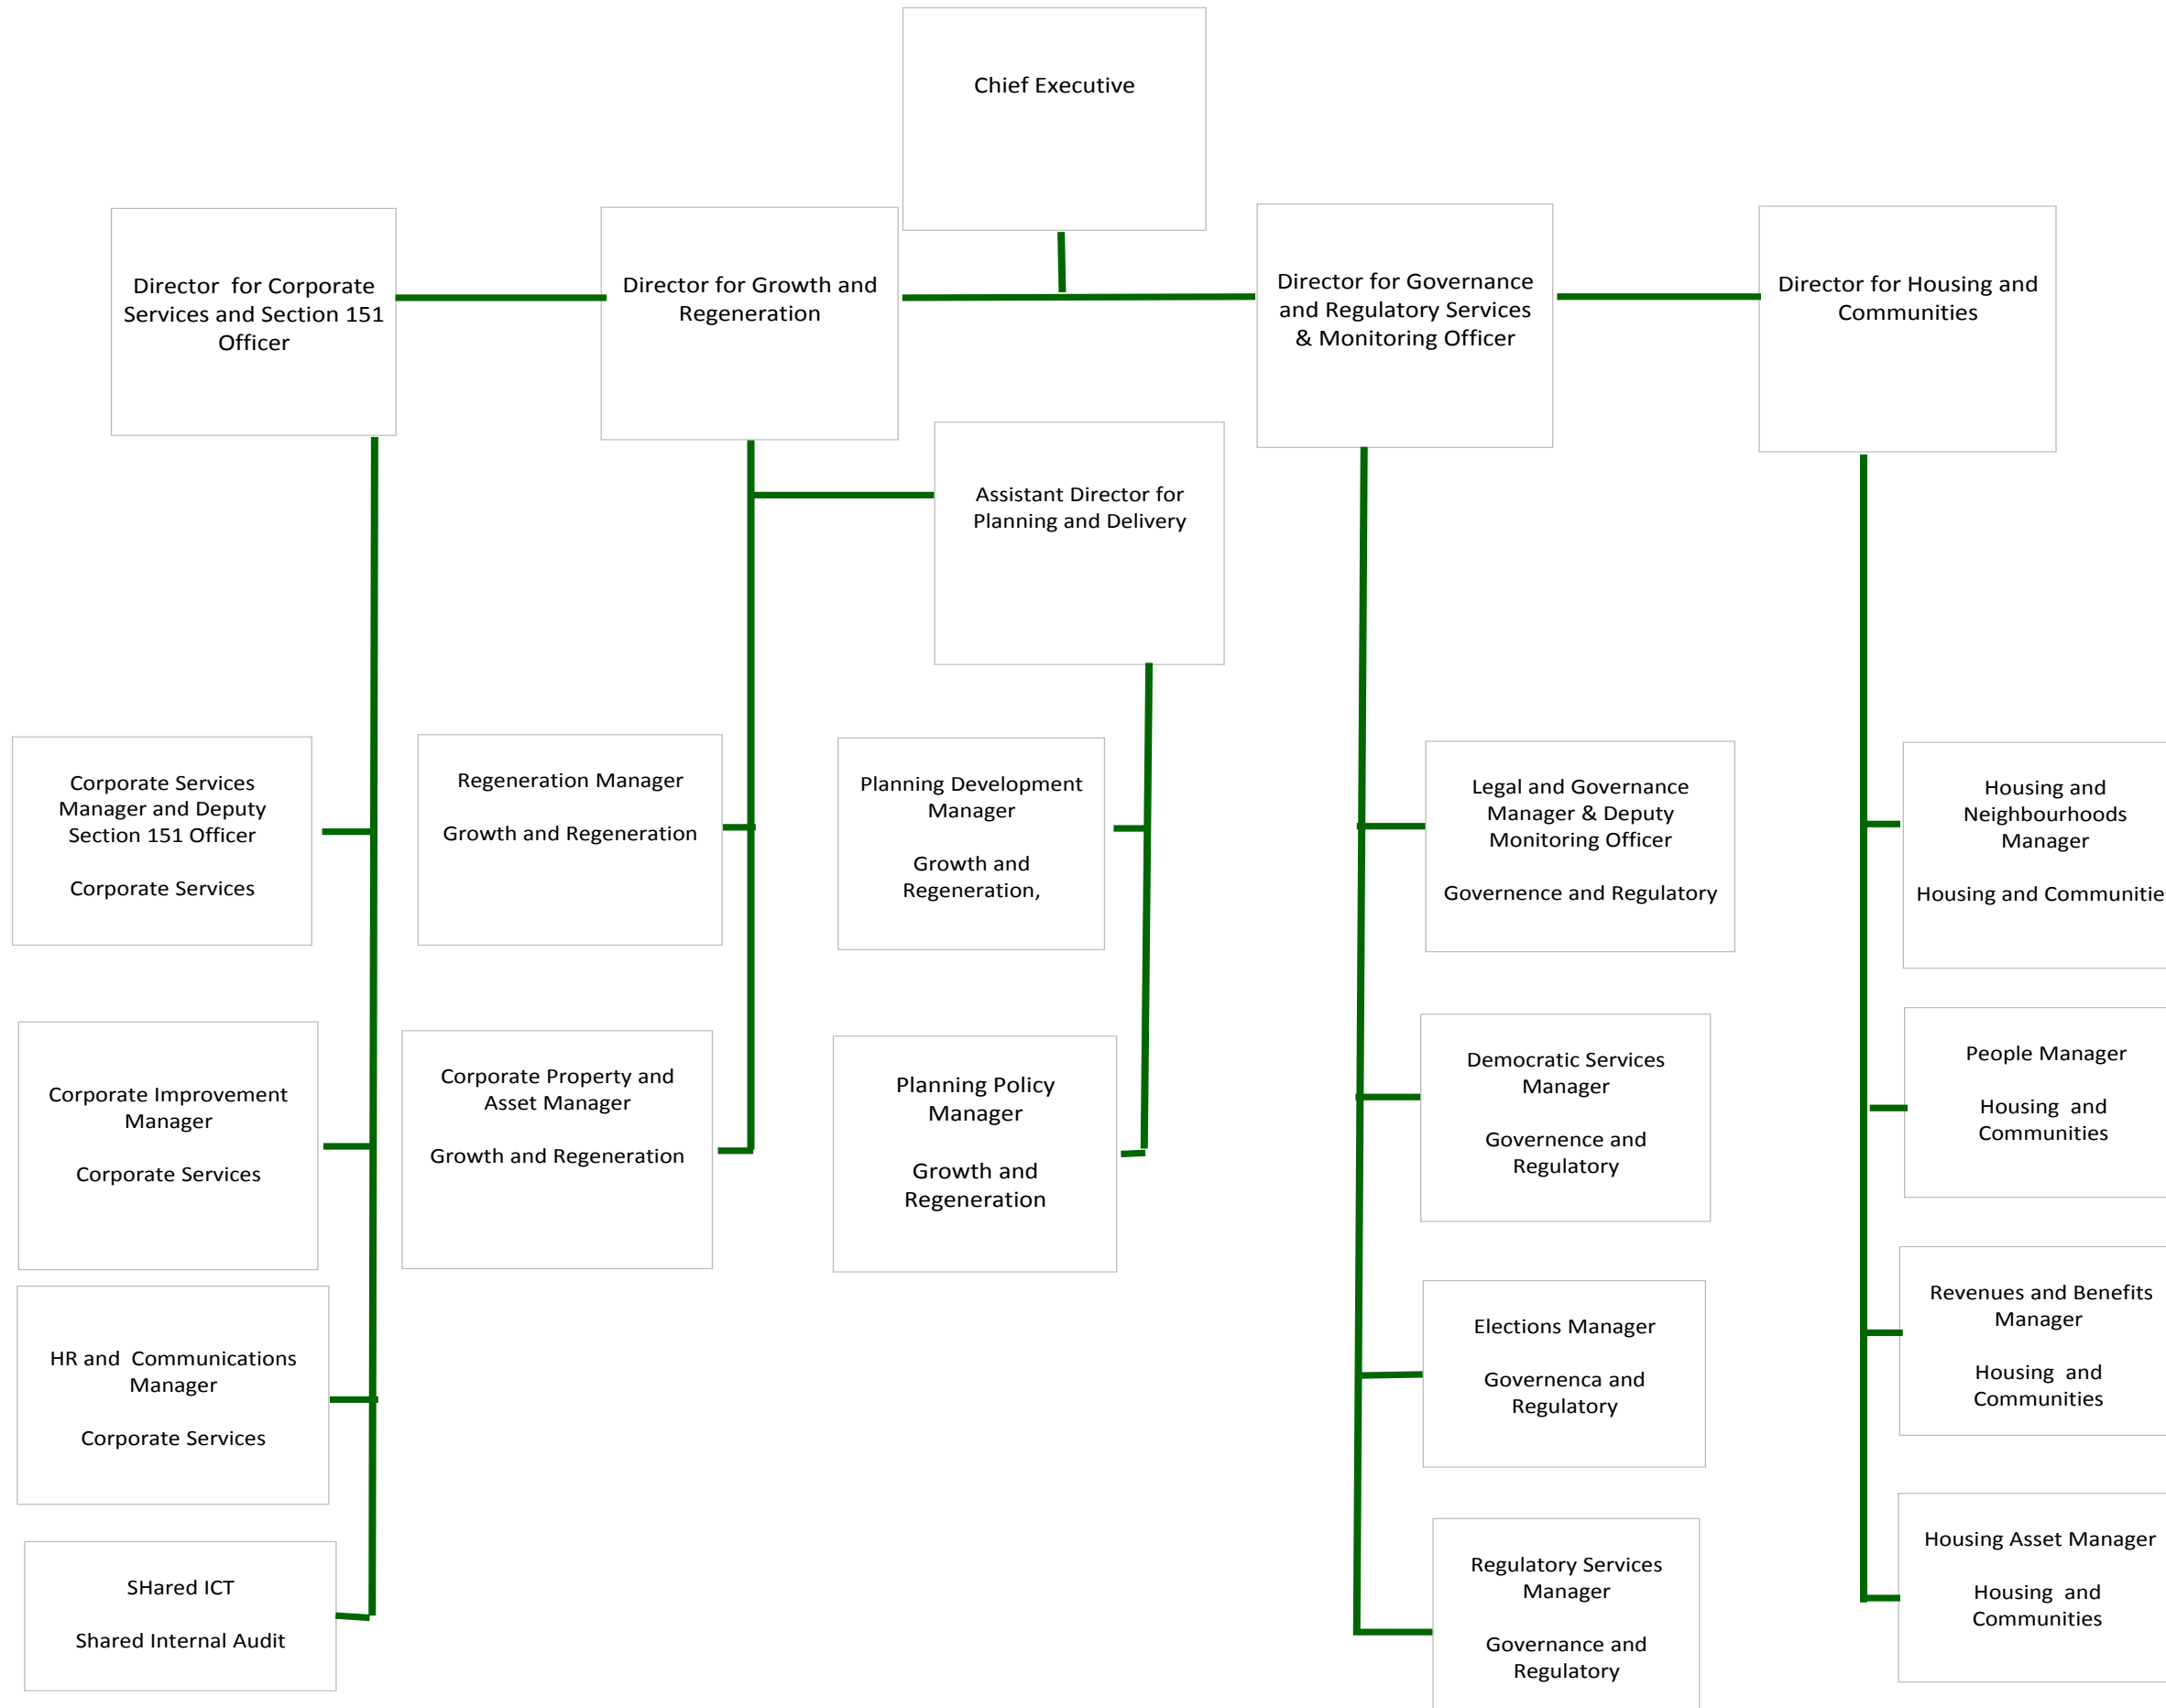 Chief Executive
Director for Corporate
Services and Section 151
Officer
Director for Growth and
Regeneration
Director for Governance
and Regulatory Services
& Monitoring Officer
Director for Housing and
Communities
Assistant Director for
Planning and Delivery
Corporate Services
Manager and Deputy
Section 151 Officer
Corporate Services
Regeneration Manager
Growth and Regeneration
Planning Development
Manager
Growth and
Regeneration,
Legal and Governance
Manager & Deputy
Monitoring Officer
Governence and Regulatory
Housing and
Neighbourhoods
Manager
Housing and Communities
Corporate Improvement
Manager
Corporate Services
Corporate Property and
Asset Manager
Growth and Regeneration
Planning Policy
Manager
Growth and
Regeneration
Democratic Services
Manager
Governence and
Regulatory
People Manager
Housing and
Communities
HR and Communications
Manager
Corporate Services
Elections Manager
Governenca and
Regulatory
Revenues and Benefits
Manager
Housing and
Communities
SHared ICT
Shared Internal Audit
Regulatory Services
Manager
Governance and
Regulatory
Housing Asset Manager
Housing and
Communities